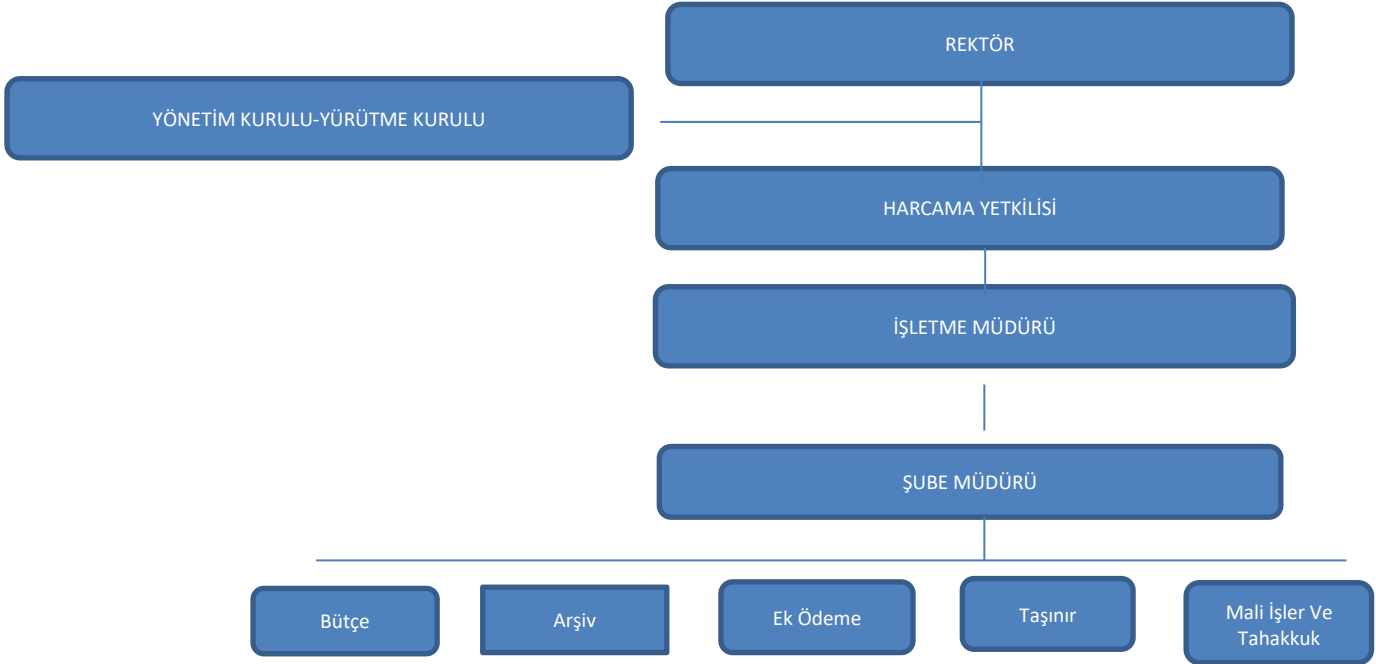 REKTÖR
YÖNETİM KURULU-YÜRÜTME KURULU
HARCAMA YETKİLİSİ
İŞLETME MÜDÜRÜ
ŞUBE MÜDÜRÜ
Bütçe
Arşiv
Ek Ödeme
Taşınır
Mali İşler Ve
Tahakkuk